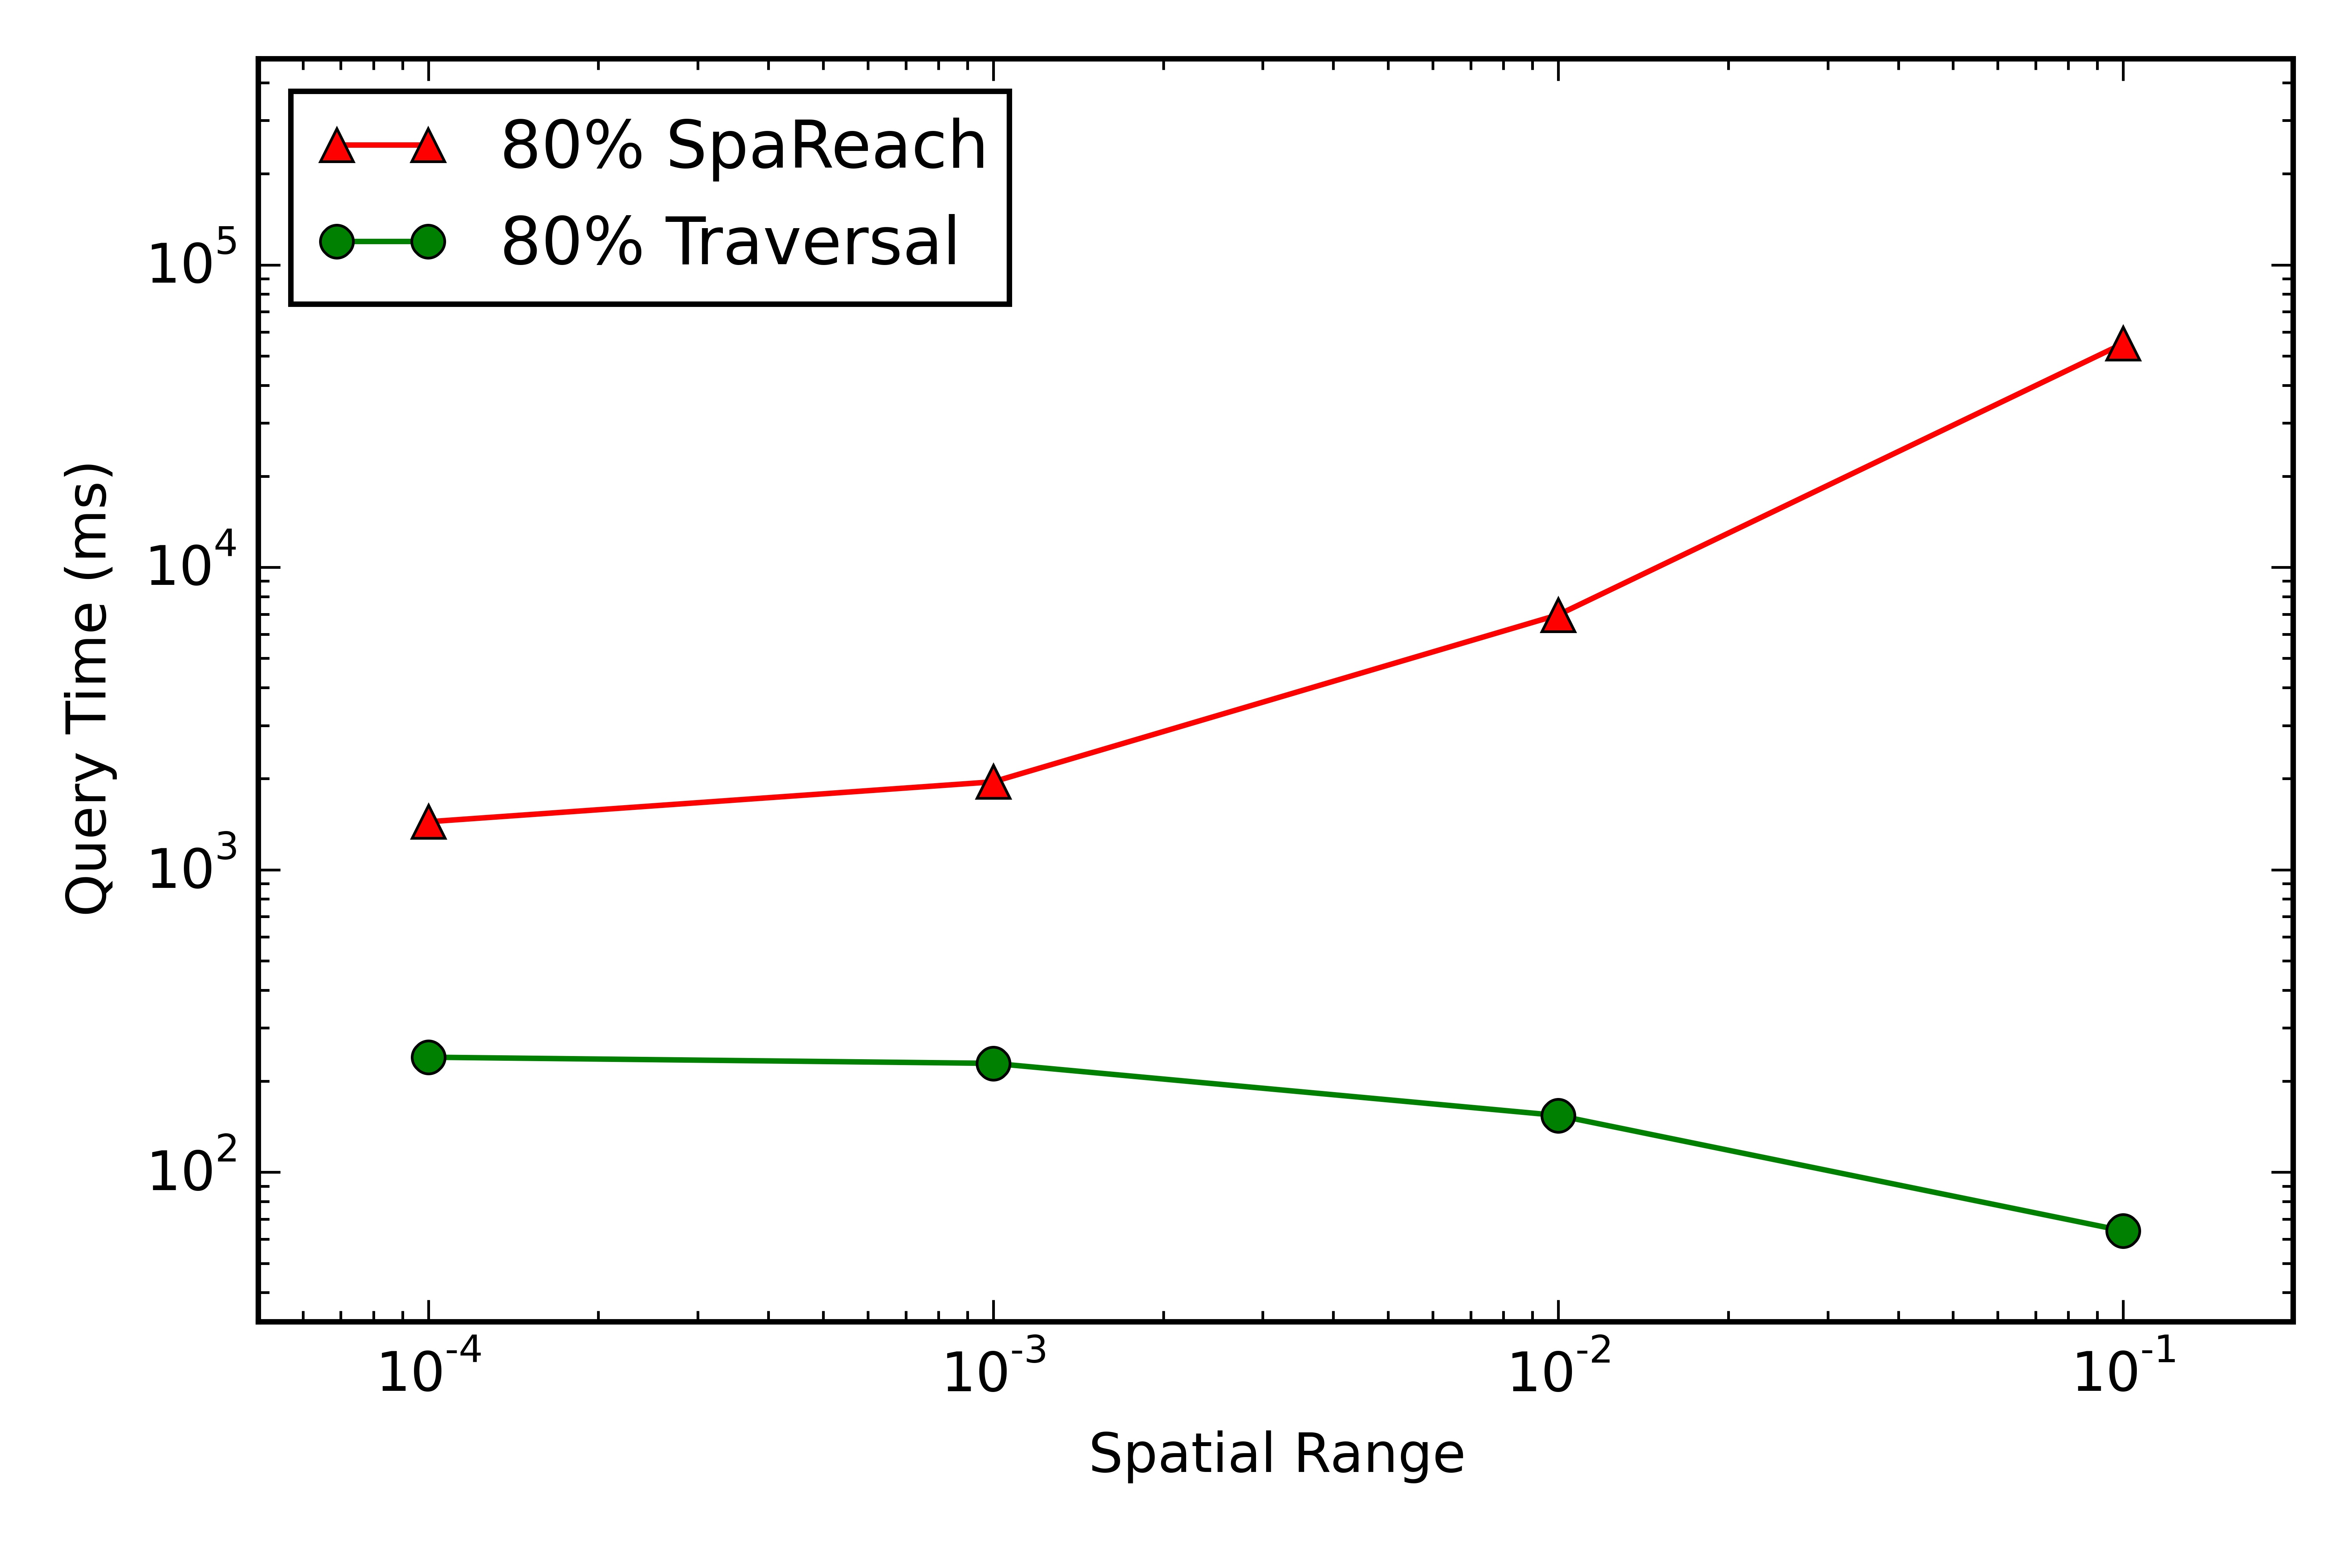 80% SpaReach
80% Traversal
Query Time (ms)
10^5
10^4
10^3
10^2
10^-4 10^-3 10^-2 10^-1
Spatial Range